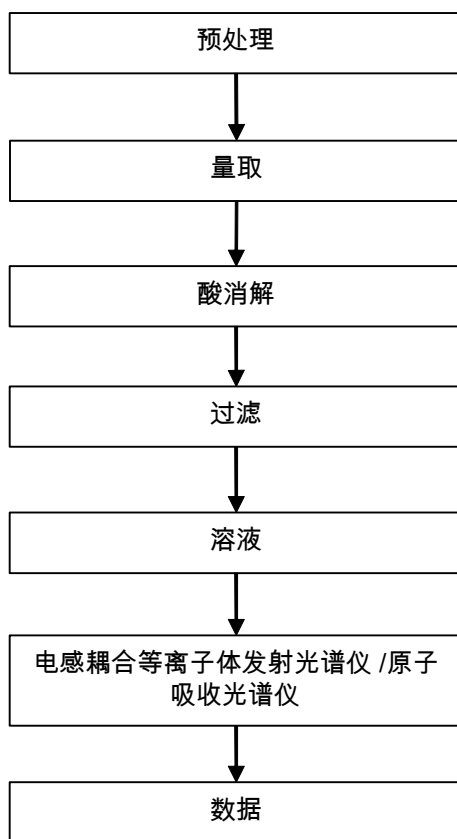 预处理
量取
酸消解
过滤
溶液
电感耦合等离子体发射光谱仪 /原子
吸收光谱仪
数据